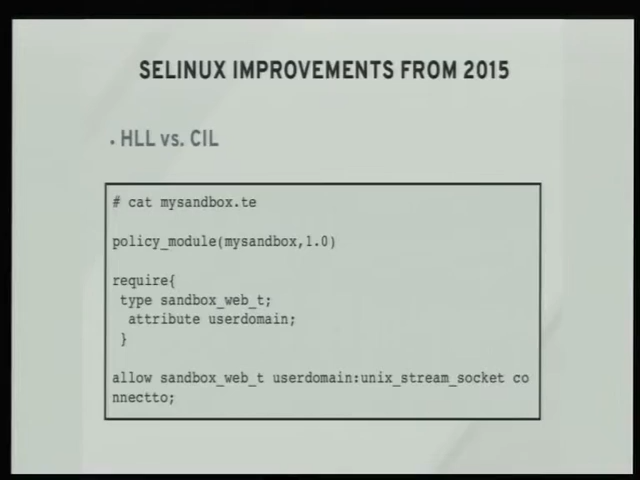 SELINUX IMPROVEMENTS FROM 2015
• HLL vs. CIL
# cat mysandbox.te
policy_module(mysandbox,1.0)
require{
type sandbox_web_t;
attribute userdomain;
}
allow sandbox_web_t userdomain:unix_stream_socket co
nnectto;